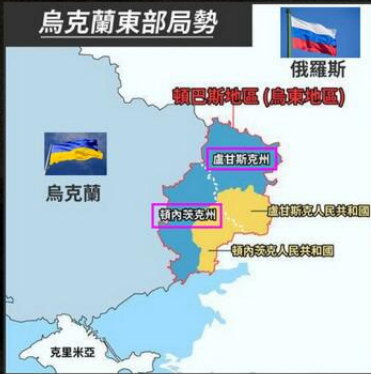 烏克蘭東部局勢
俄羅斯
頓巴斯地區 (烏東地區)
盧甘斯克州
烏克蘭
頓內茨克州
盧甘斯克人民共和國
頓內茨克人民共和國
克里米亞